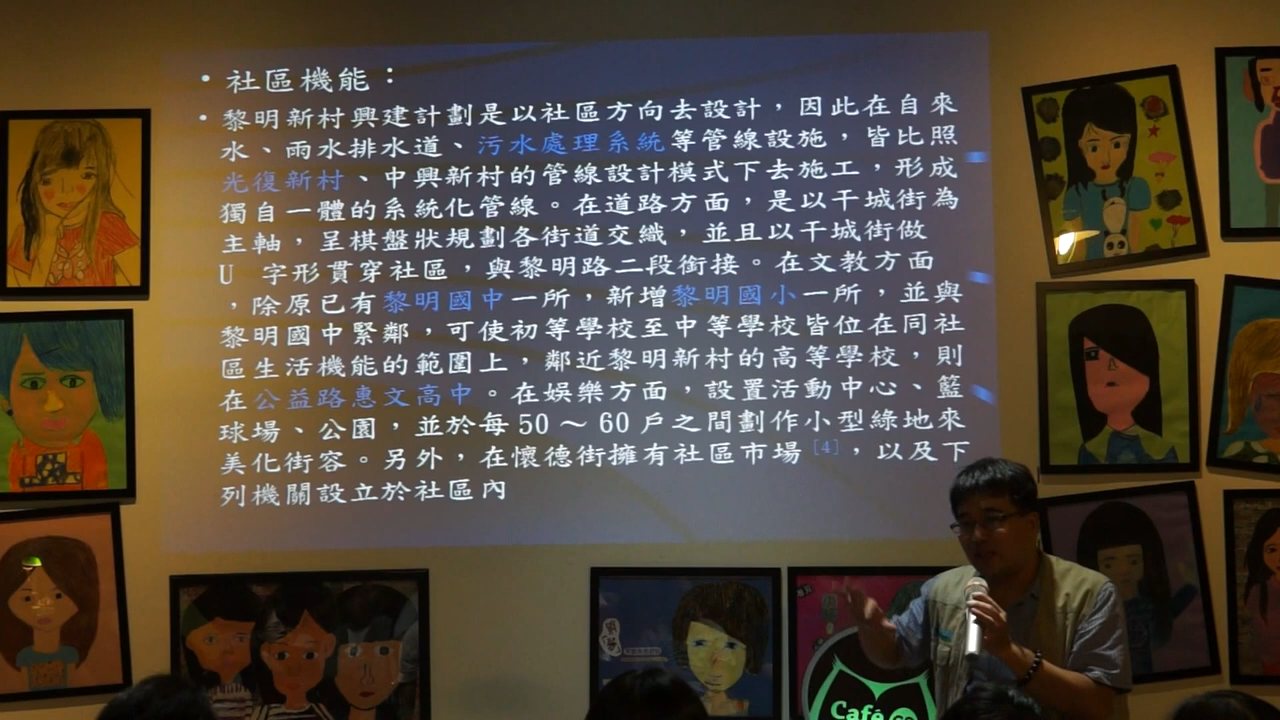 • 社區機能：
• 黎明新村興建計劃是以社區方向去設計，因此在自來
水、雨水排水道、污水處理系統等管線設施，皆比照
光復新村、中興新村的管線設計模式下去施工，形成
獨自一體的系統化管線。在道路方面，是以干城街為
主軸，呈棋盤狀規劃各街道交織，並且以干城街做
U 字形貫穿社區，與黎明路二段銜接。在文教方面
，除原已有黎明國中一所，新增黎明國小一所，並與
黎明國中緊鄰，可使初等學校至中等學校皆位在同社
區生活機能的範圍上，鄰近黎明新村的高等學校，則
在公益路惠文高中。在娛樂方面，設置活動中心、籃
球場、公園，並於每50～60戶之間劃作小型綠地來
美化街容。另外，在懷德街擁有社區市場[4]，以及下
列機關設立於社區內
Café